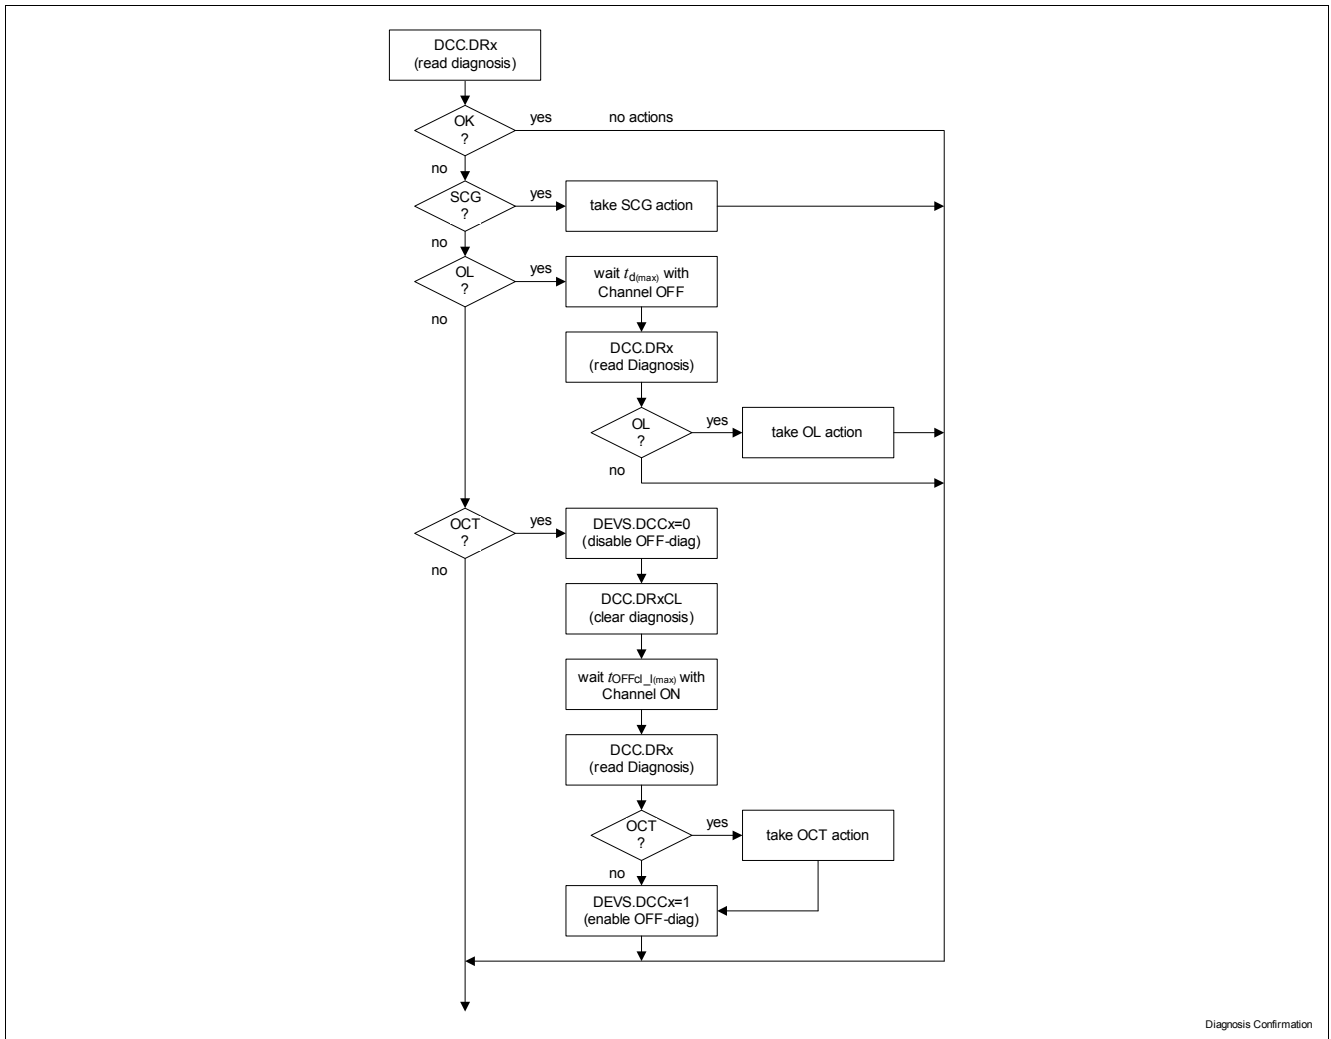 DCC.DRx
(read diagnosis)
OK
?
yes
no actions
no
SCG
?
yes
take SCG action
no
OL
?
yes
wait td(max) with
Channel OFF
no
DCC.DRx
(read Diagnosis)
OL
?
yes
take OL action
no
OCT
?
yes
DEVS.DCCx=0
(disable OFF-diag)
no
DCC.DRxCL
(clear diagnosis)
wait tOFFcl_l(max) with
Channel ON
DCC.DRx
(read Diagnosis)
OCT
?
yes
take OCT action
no
DEVS.DCCx=1
(enable OFF-diag)
Diagnosis Confirmation